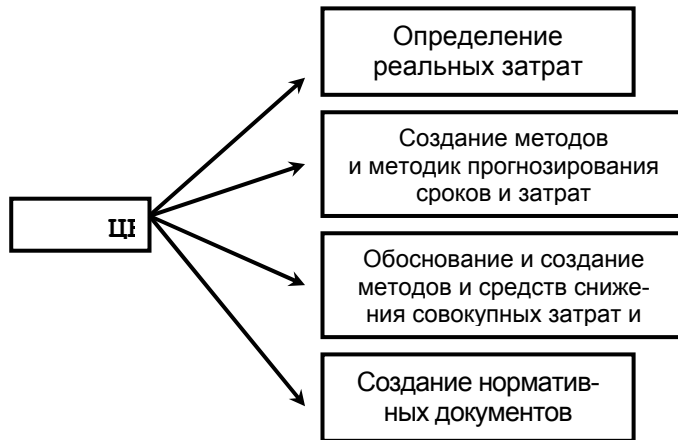 Определение
реальных затрат
Создание методов
и методик прогнозирования
сроков и затрат
Обоснование и создание
методов и средств сниже-
ния совокупных затрат и
Создание норматив-
ных документов